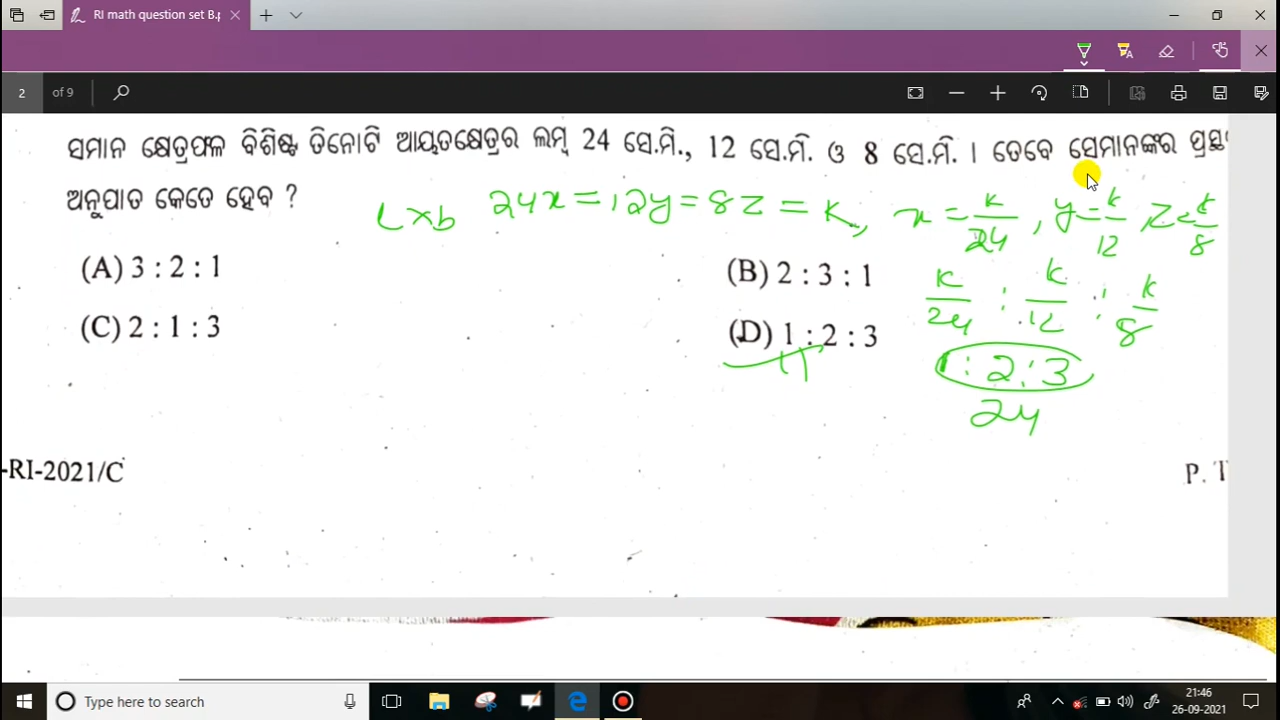 RI math question set B.p
2 of 9
ସମାନ କ୍ଷେତ୍ରଫଳ ବିଶିଷ୍ଟ ତିନୋଟି ଆୟତକ୍ଷେତ୍ରର ଲମ୍ବ 24 ସେ.ମି., 12 ସେ.ମି. ଓ 8 ସେ.ମି. । ତେବେ ସେମାନଙ୍କର ପ୍ରସ୍ଥ
ଅନୁପାତ କେତେ ହେବ ?
L×b 24x = 12y = 8z = k, x = k/24, y = k/12, z = k/8
(A) 3 : 2 : 1
(B) 2 : 3 : 1
k/24 : k/12 : k/8
(C) 2 : 1 : 3
(D) 1 : 2 : 3
1 : 2 : 3
24
-RI-2021/C
P. T
Type here to search
21:46
26-09-2021